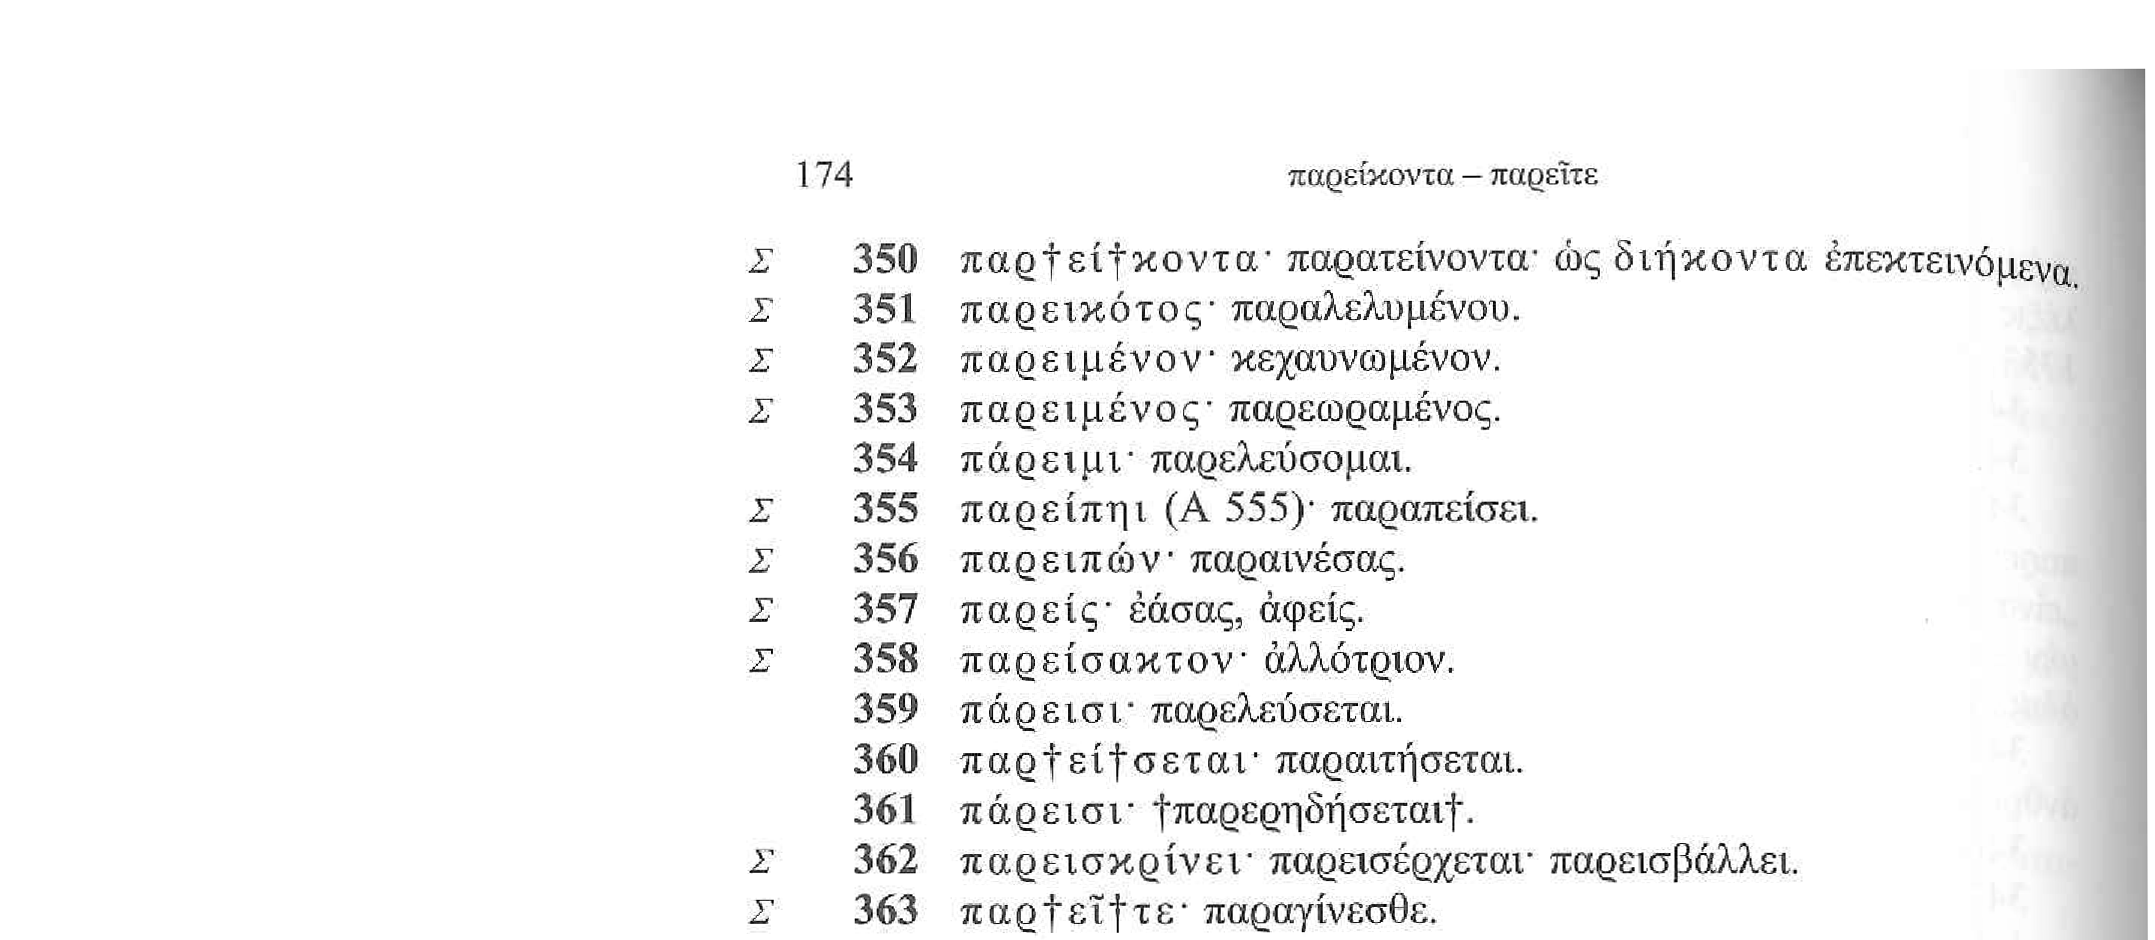 174 παρείκοντα – παρεῖτε
Σ 350 παρ†εί†κοντα· παρατείνοντα· ὡς διήκοντα ἐπεκτεινόμενα.
Σ 351 παρεικότος· παραλελυμένου.
Σ 352 παρειμένον· κεχαυνωμένον.
Σ 353 παρειμένος· παρεωραμένος.
354 πάρειμι· παρελεύσομαι.
Σ 355 παρείπηι (Α 555)· παραπείσει.
Σ 356 παρειπών· παραινέσας.
Σ 357 παρείς· ἐάσας, ἀφείς.
Σ 358 παρείσακτον· ἀλλότριον.
359 πάρεισι· παρελεύσεται.
360 παρ†εί†σεται· παραιτήσεται.
361 πάρεισι· †παρερηδήσεται†.
Σ 362 παρεισκρίνει· παρεισέρχεται· παρεισβάλλει.
Σ 363 παρ†εῖ†τε· παραγίνεσθε.